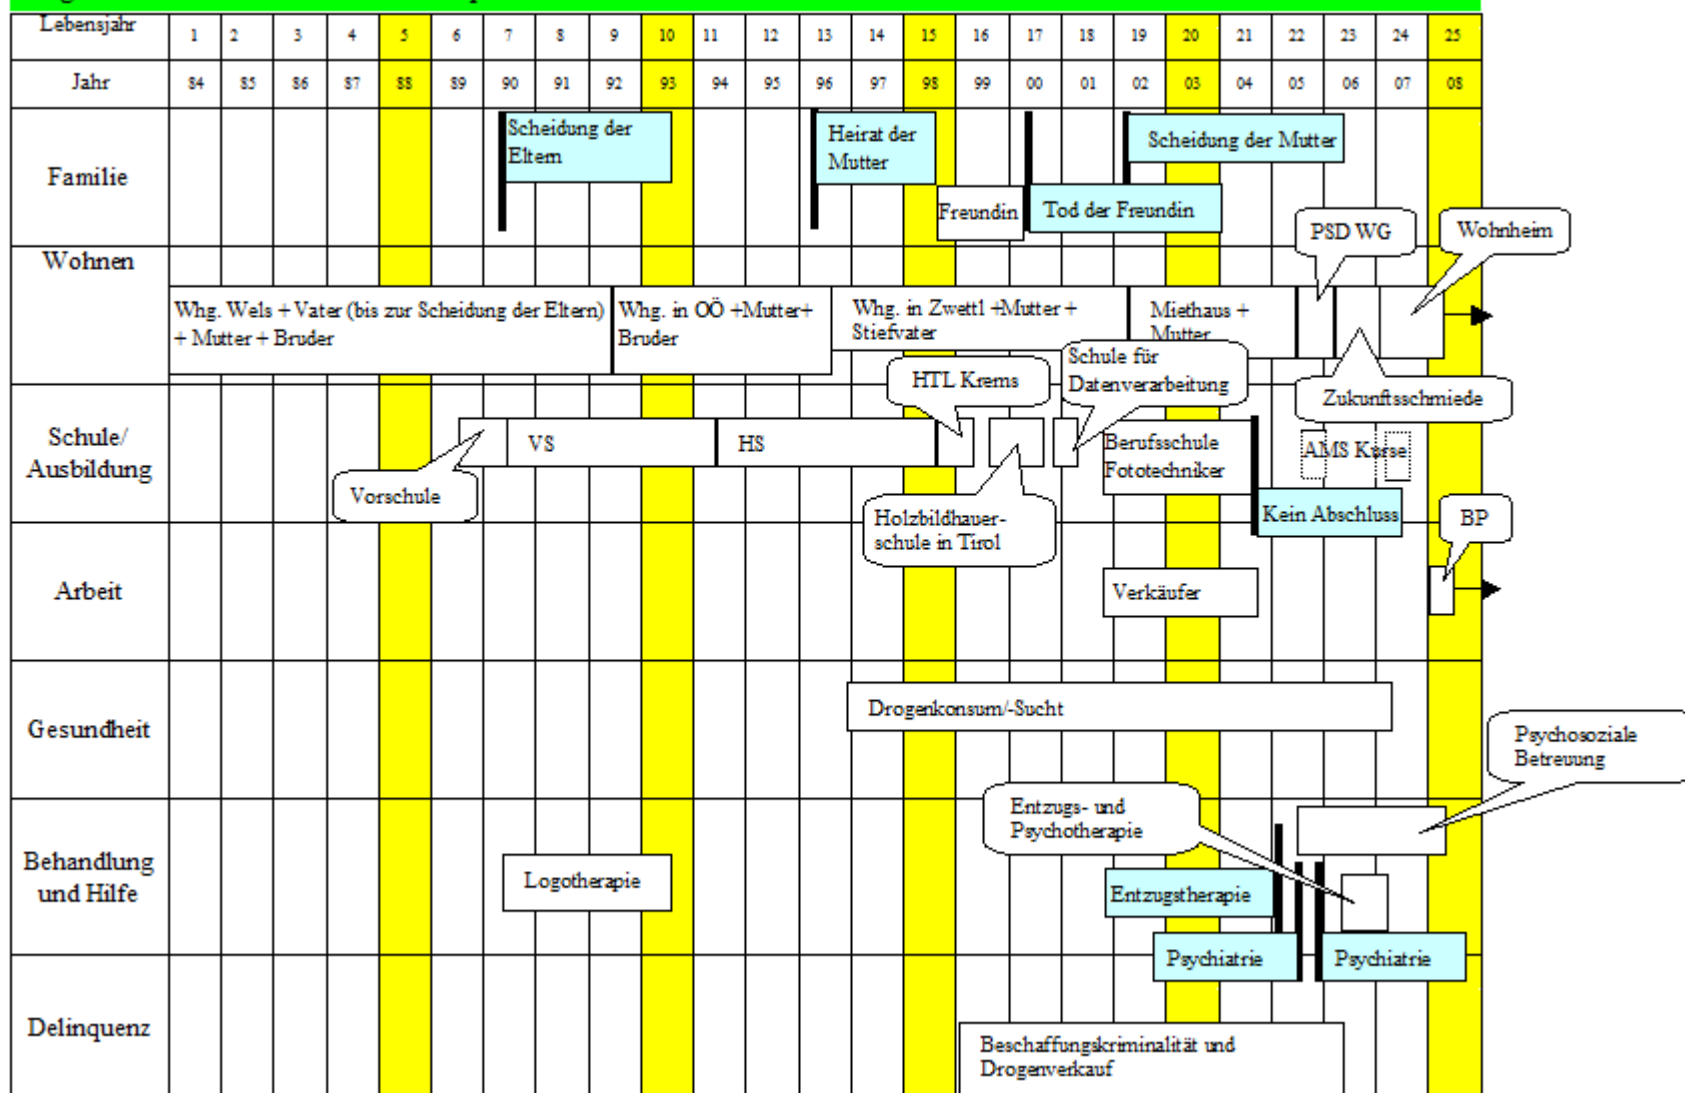 Lebensjahr 1 2 3 4 5 6 7 8 9 10 11 12 13 14 15 16 17 18 19 20 21 22 23 24 25
Jahr 84 85 86 87 88 89 90 91 92 93 94 95 96 97 98 99 00 01 02 03 04 05 06 07 08
Familie
Scheidung der
Eltern
Heirat der
Mutter
Scheidung der Mutter
Freundin
Tod der Freundin
Wohnen
PSD WG
Wohnheim
Whg. Wels + Vater (bis zur Scheidung der Eltern)
+ Mutter + Bruder
Whg. in OÖ +Mutter+
Bruder
Whg. in Zwettl +Mutter +
Stiefvater
Miethaus +
Mutter
Zukunftsschmiede
Schule/
Ausbildung
Vorschule
VS
HS
HTL Krems
Holzbildhauer-
schule in Tirol
Schule für
Datenverarbeitung
Berufsschule
Fototechniker
AMS Kurse
Kein Abschluss
Arbeit
Verkäufer
BP
Gesundheit
Drogenkonsum/-Sucht
Behandlung
und Hilfe
Logotherapie
Entzugs- und
Psychotherapie
Psychosoziale
Betreuung
Entzugstherapie
Psychiatrie
Psychiatrie
Delinquenz
Beschaffungskriminalität und
Drogenverkauf